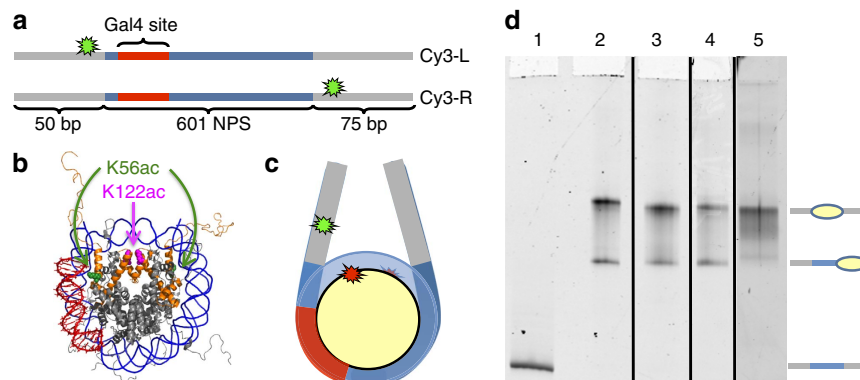 a
Gal4 site
Cy3-L
Cy3-R
50 bp
601 NPS
75 bp
b
K56ac
K122ac
c
d
1 2 3 4 5